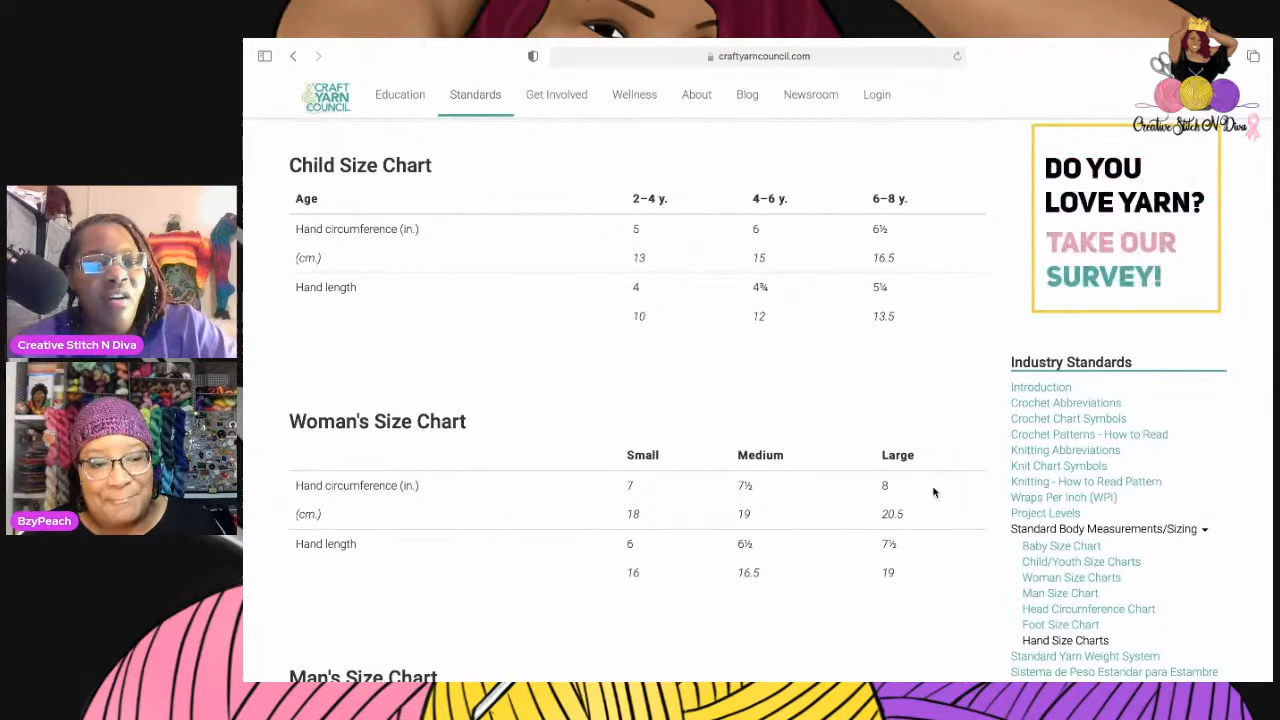 craftyarncouncil.com
CRAFT
YARN
COUNCIL
Education Standards Get Involved Wellness About Blog Newsroom Login
Creative Stitch N Diva
Child Size Chart
Age 2–4 y. 4–6 y. 6–8 y.
Hand circumference (in.) 5 6 6½
(cm.) 13 15 16.5
Hand length 4 4¾ 5¼
10 12 13.5
Woman's Size Chart
Small Medium Large
Hand circumference (in.) 7 7½ 8
(cm.) 18 19 20.5
Hand length 6 6½ 7½
16 16.5 19
Man's Size Chart
DO YOU
LOVE YARN?
TAKE OUR
SURVEY!
Industry Standards
Introduction
Crochet Abbreviations
Crochet Chart Symbols
Crochet Patterns - How to Read
Knitting Abbreviations
Knit Chart Symbols
Knitting - How to Read Pattern
Wraps Per Inch (WPI)
Project Levels
Standard Body Measurements/Sizing
Baby Size Chart
Child/Youth Size Charts
Woman Size Charts
Man Size Chart
Head Circumference Chart
Foot Size Chart
Hand Size Charts
Standard Yarn Weight System
Sistema de Peso Estandar para Estambre
Creative Stitch N Diva
BzyPeach